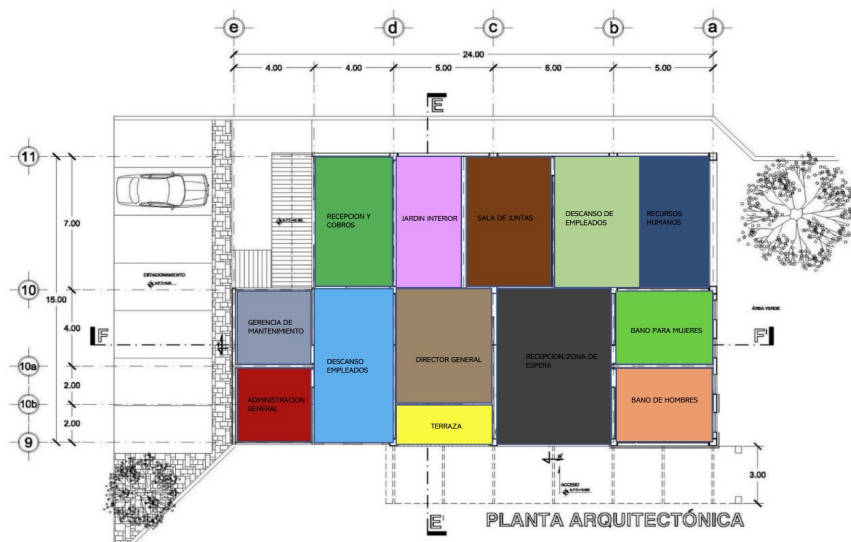 e
d
c
b
a
24.00
4.00
4.00
5.00
6.00
5.00
E
11
7.00
RECEPCION Y
COBROS
JARDIN INTERIOR
SALA DE JUNTAS
DESCANSO DE
EMPLEADOS
RECURSOS
HUMANOS
ESTACIONAMIENTO
10
15.00
4.00
F
GERENCIA DE
MANTENIMIENTO
DESCANSO
EMPLEADOS
DIRECTOR GENERAL
RECEPCION/ZONA DE
ESPERA
BANO PARA MUJERES
ÁREA VERDE
F'
10a
2.00
ADMINISTRACION
GENERAL
BANO DE HOMBRES
10b
2.00
TERRAZA
9
3.00
ACCESO
E'
PLANTA ARQUITECTÓNICA